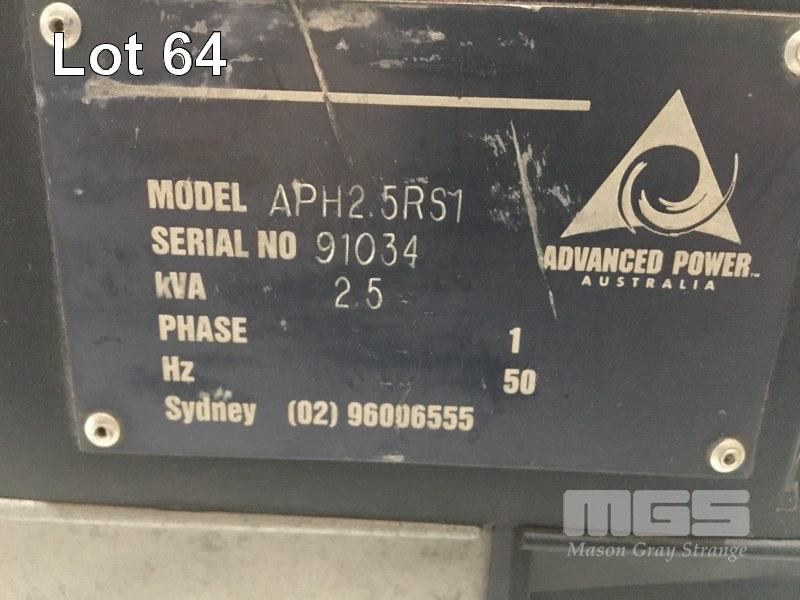 Lot 64
MODEL APH2.5RS1
SERIAL NO 91034
kVA 2.5
PHASE 1
Hz 50
Sydney (02) 96006555
ADVANCED POWER™
AUSTRALIA
MGS
Mason Gray Strange